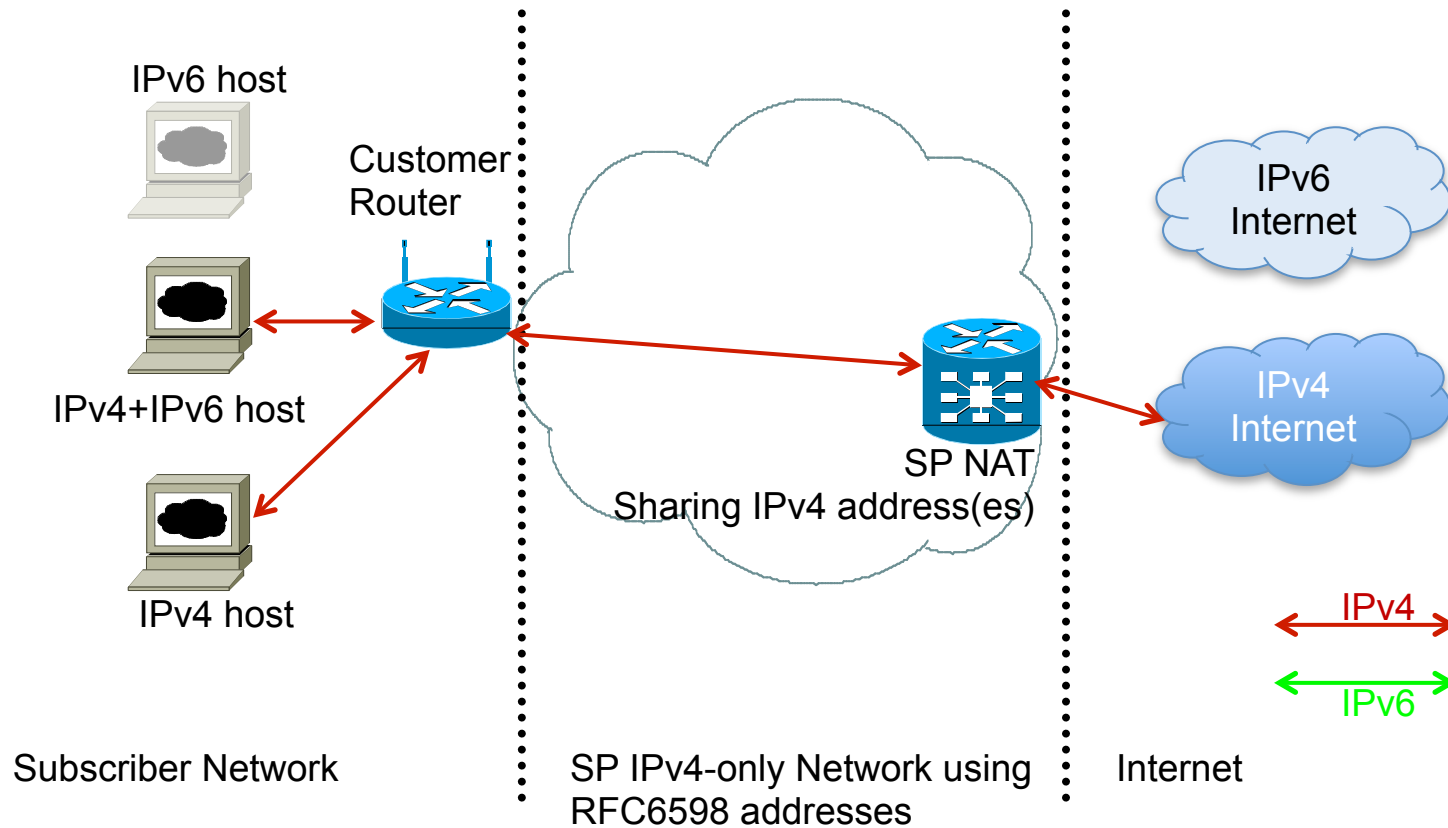 IPv6 host
Customer
Router
IPv6
Internet
IPv4+IPv6 host
IPv4
Internet
SP NAT
Sharing IPv4 address(es)
IPv4 host
IPv4
IPv6
Subscriber Network
SP IPv4-only Network using
RFC6598 addresses
Internet